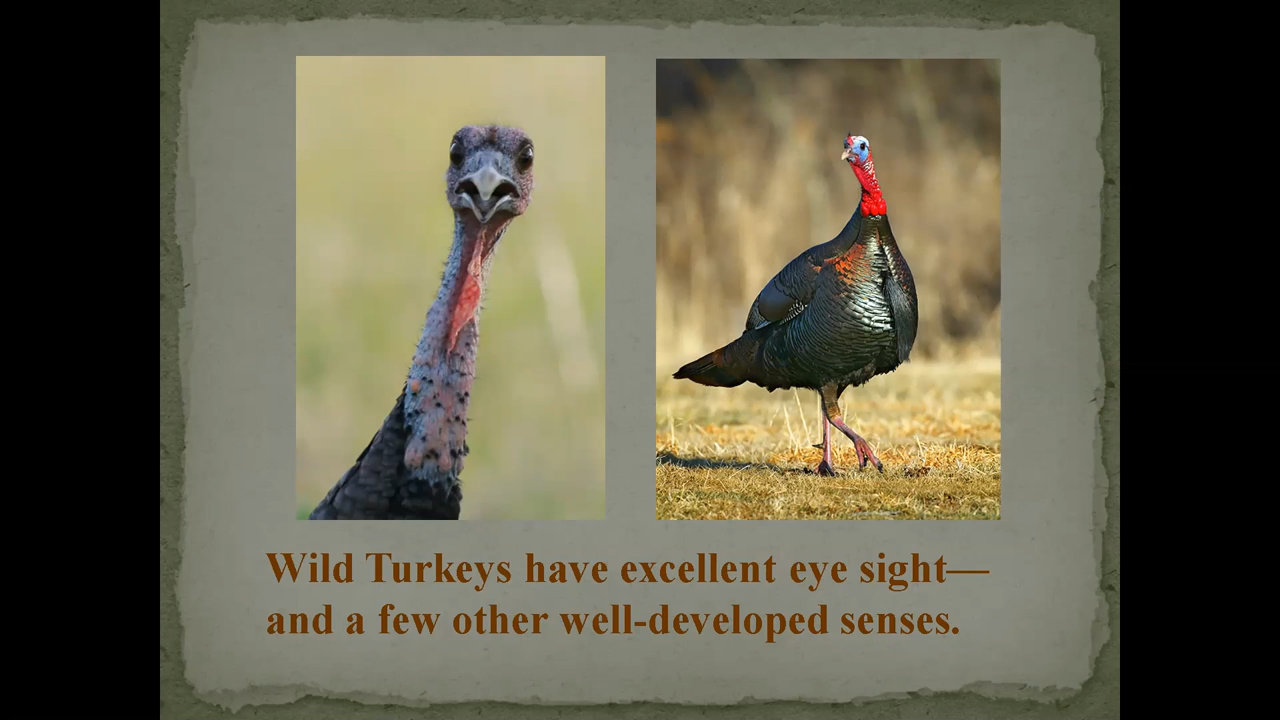 Wild Turkeys have excellent eye sight—
and a few other well-developed senses.